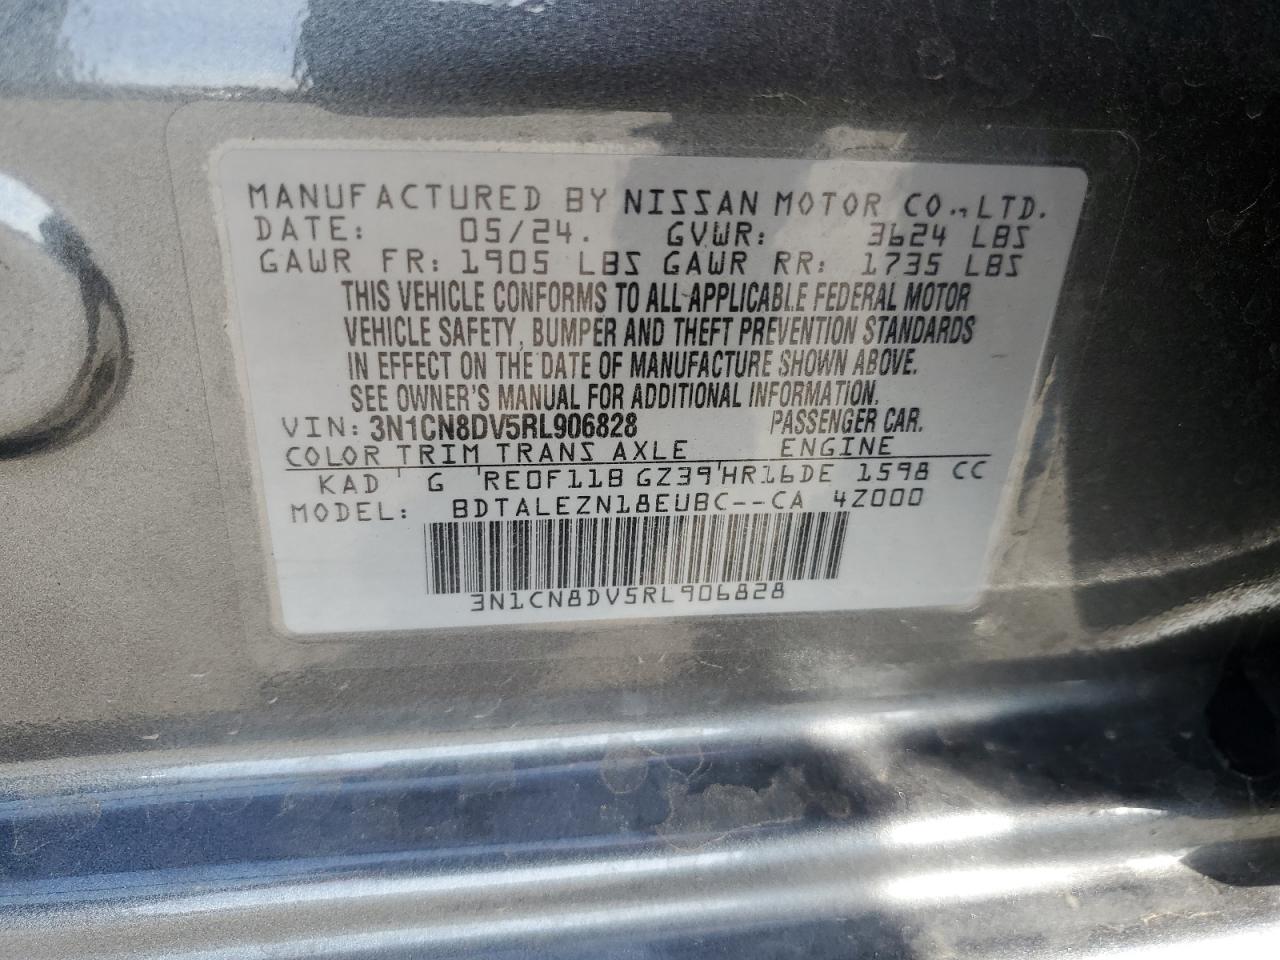 MANUFACTURED BY NISSAN MOTOR CO.,LTD.
DATE: 05/24. GVWR: 3624 LBS
GAWR FR: 1905 LBS GAWR RR: 1735 LBS
THIS VEHICLE CONFORMS TO ALL APPLICABLE FEDERAL MOTOR
VEHICLE SAFETY, BUMPER AND THEFT PREVENTION STANDARDS
IN EFFECT ON THE DATE OF MANUFACTURE SHOWN ABOVE.
SEE OWNER'S MANUAL FOR ADDITIONAL INFORMATION.
VIN: 3N1CN8DV5RL906828 PASSENGER CAR.
COLOR TRIM TRANS AXLE ENGINE
KAD G RE0F11B GZ39 HR16DE 1598 CC
MODEL: BDTALEZN18EUBC--CA 4Z000
3N1CN8DV5RL906828